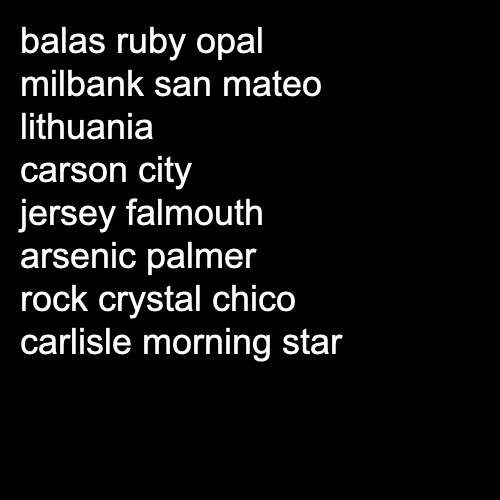 balas ruby opal
milbank san mateo
lithuania
carson city
jersey falmouth
arsenic palmer
rock crystal chico
carlisle morning star